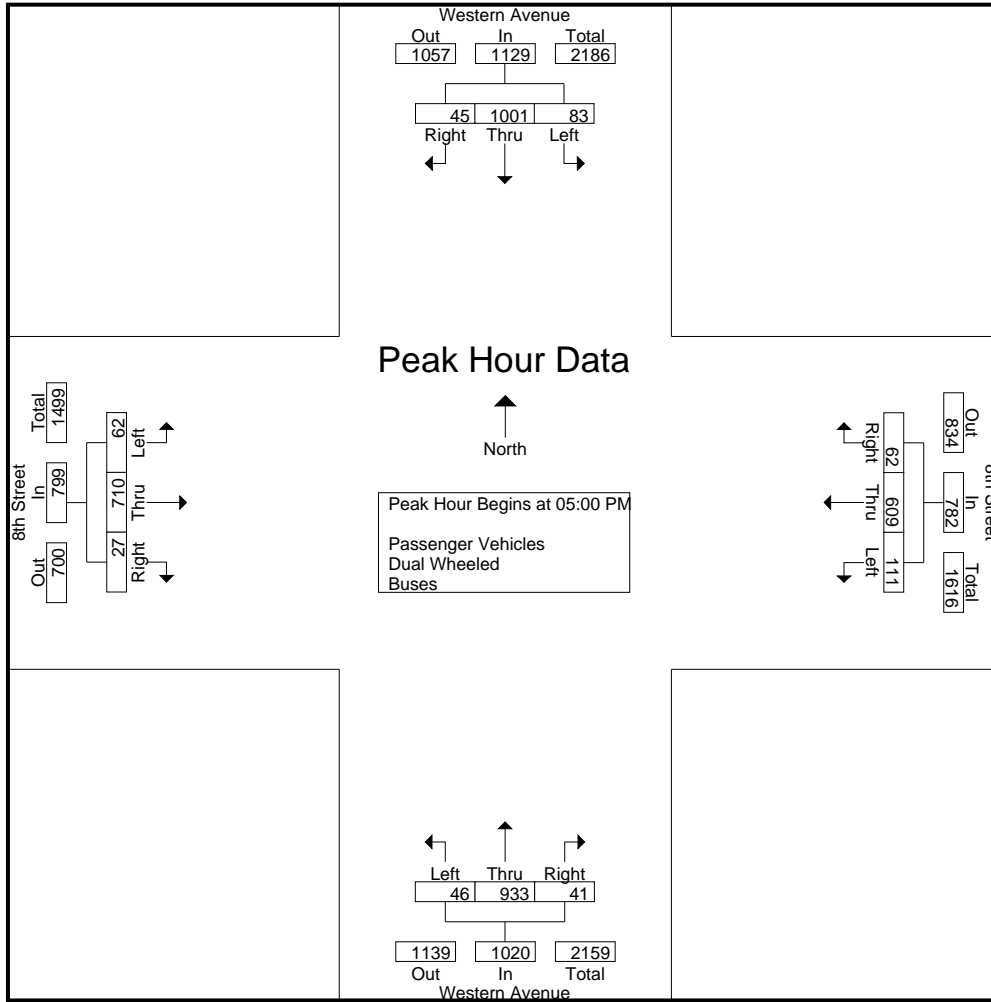 Western Avenue
Out In Total
1057 1129 2186
45 1001 83
Right Thru Left
Peak Hour Data
North
Peak Hour Begins at 05:00 PM
Passenger Vehicles
Dual Wheeled
Buses
8th Street
Out In Total
700 799 1499
27 710 62
Right Thru Left
8th Street
Out In Total
834 782 1616
62 609 111
Right Thru Left
Left Thru Right
46 933 41
1139 1020 2159
Out In Total
Western Avenue